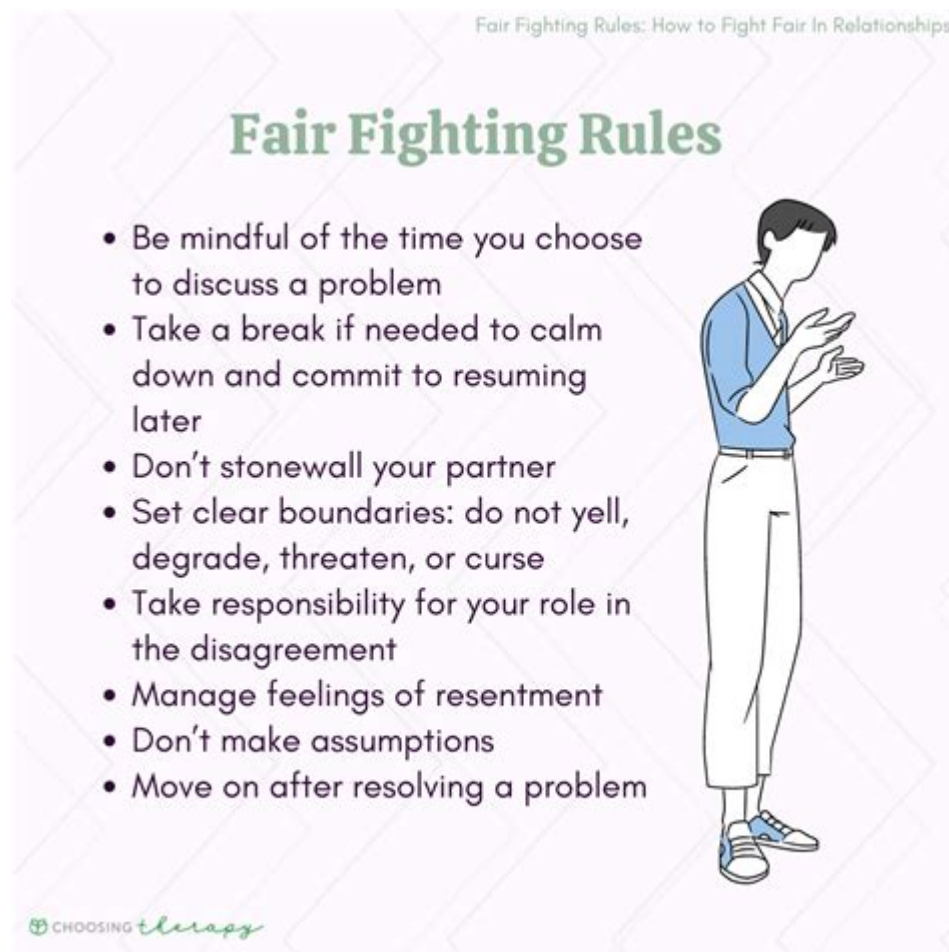 Fair Fighting Rules: How to Fight Fair In Relationships
Fair Fighting Rules
• Be mindful of the time you choose
to discuss a problem
• Take a break if needed to calm
down and commit to resuming
later
• Don't stonewall your partner
• Set clear boundaries: do not yell,
degrade, threaten, or curse
• Take responsibility for your role in
the disagreement
• Manage feelings of resentment
• Don't make assumptions
• Move on after resolving a problem
CHOOSING therapy